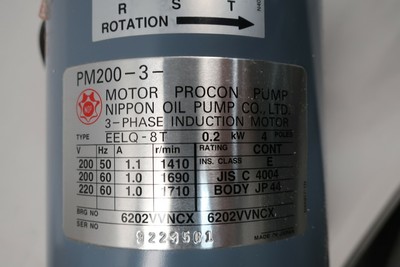 R S T
ROTATION
PM200-3-
MOTOR PROCON PUMP
NIPPON OIL PUMP CO., LTD.
3-PHASE INDUCTION MOTOR
TYPE EELQ-8T 0.2 kW 4 POLES
V Hz A r/min RATING CONT
200 50 1.1 1410 INS. CLASS E
200 60 1.0 1690 JIS C 4004
220 60 1.0 1710 BODY JP44
BRG NO 6202VVNCX 6202VVNCX
SER NO 9224501